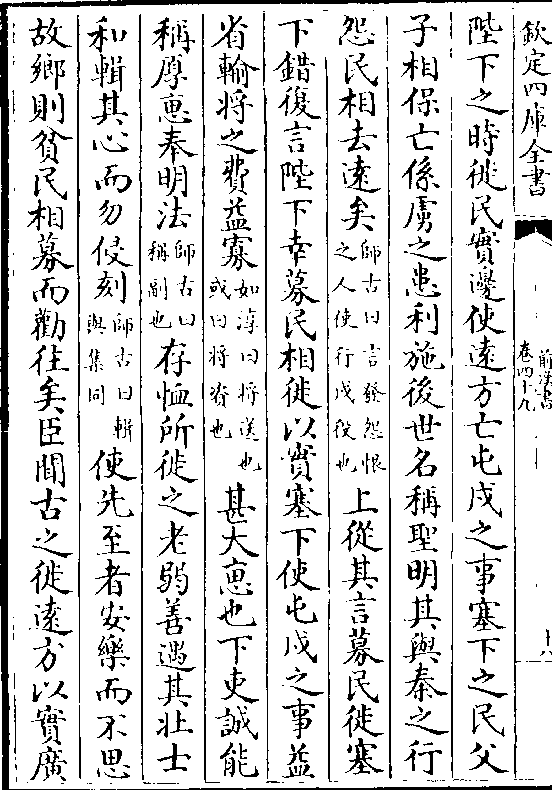 欽定四庫全書
前漢書
卷四十九
十六
陛下之時徙民實邊使遠方亡屯戍之事塞下之民父
子相保亡係虜之患利施後世名稱聖明其與秦之行
怨民相去遠矣師古曰言發怨恨之人使行戍役也上從其言募民徙塞
下錯復言陛下幸募民相徙以實塞下使屯戍之事益
省輸將之費益寡如淳曰將送也或曰將資也甚大惠也下吏誠能
稱厚惠奉明法師古曰稱副也存恤所徙之老弱善遇其壯士
和輯其心而勿侵刻師古曰輯與集同使先至者安樂而不思
故鄉則貧民相募而勸往矣臣聞古之徙遠方以實廣